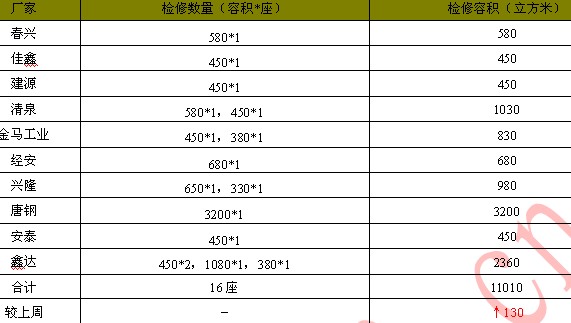 厂家 检修数量（容积*座） 检修容积（立方米）
春兴 580*1 580
佳鑫 450*1 450
建源 450*1 450
清泉 580*1，450*1 1030
金马工业 450*1，380*1 830
经安 680*1 680
兴隆 650*1，330*1 980
唐钢 3200*1 3200
安泰 450*1 450
鑫达 450*2，1080*1，380*1 2360
合计 16座 11010
较上周 — ↑130